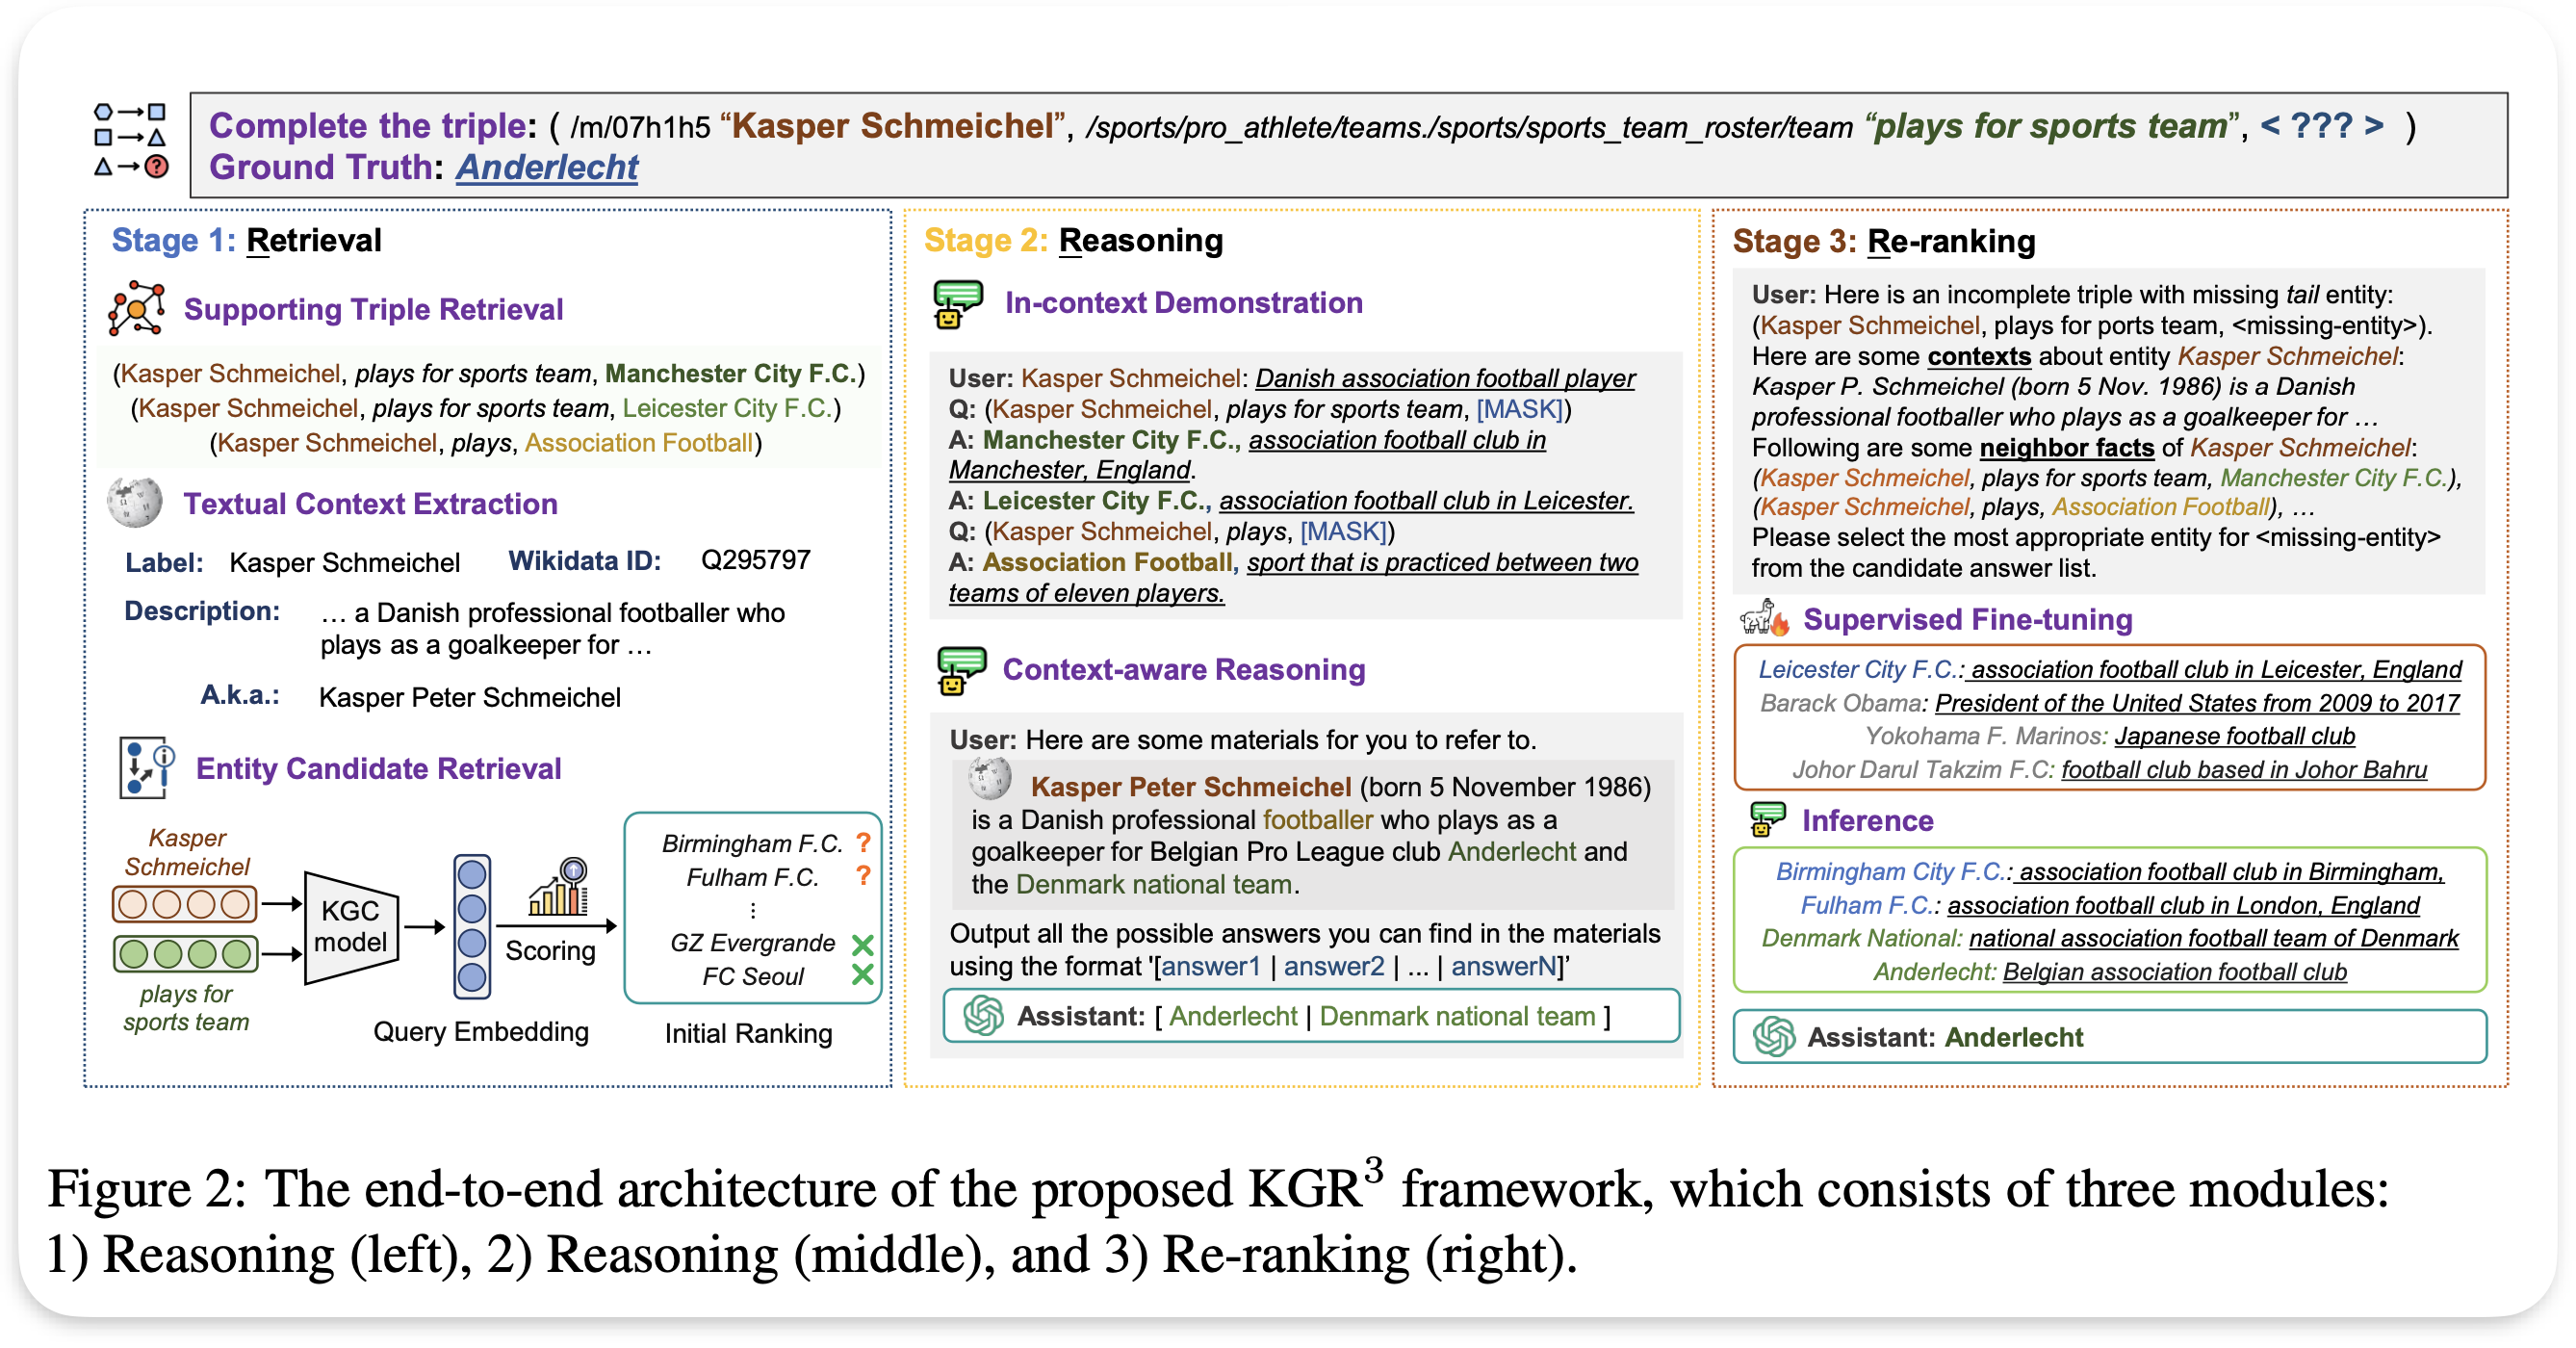 Complete the triple: ( /m/07h1h5 “Kasper Schmeichel”, /sports/pro_athlete/teams./sports/sports_team_roster/team “plays for sports team”, < ??? > )
Ground Truth: Anderlecht
Stage 1: Retrieval
Supporting Triple Retrieval
(Kasper Schmeichel, plays for sports team, Manchester City F.C.)
(Kasper Schmeichel, plays for sports team, Leicester City F.C.)
(Kasper Schmeichel, plays, Association Football)
Textual Context Extraction
Label: Kasper Schmeichel Wikidata ID: Q295797
Description: … a Danish professional footballer who
plays as a goalkeeper for …
A.k.a.: Kasper Peter Schmeichel
Entity Candidate Retrieval
Kasper
Schmeichel
plays for
sports team
KGC
model
Query Embedding
Scoring
Birmingham F.C. ?
Fulham F.C. ?
⋮
GZ Evergrande
FC Seoul
Initial Ranking
Stage 2: Reasoning
In-context Demonstration
User: Kasper Schmeichel: Danish association football player
Q: (Kasper Schmeichel, plays for sports team, [MASK])
A: Manchester City F.C., association football club in
Manchester, England.
A: Leicester City F.C., association football club in Leicester.
Q: (Kasper Schmeichel, plays, [MASK])
A: Association Football, sport that is practiced between two
teams of eleven players.
Context-aware Reasoning
User: Here are some materials for you to refer to.
Kasper Peter Schmeichel (born 5 November 1986)
is a Danish professional footballer who plays as a
goalkeeper for Belgian Pro League club Anderlecht and
the Denmark national team.
Output all the possible answers you can find in the materials
using the format '[answer1 | answer2 | ... | answerN]’
Assistant: [ Anderlecht | Denmark national team ]
Stage 3: Re-ranking
User: Here is an incomplete triple with missing tail entity:
(Kasper Schmeichel, plays for ports team, <missing-entity>).
Here are some contexts about entity Kasper Schmeichel:
Kasper P. Schmeichel (born 5 Nov. 1986) is a Danish
professional footballer who plays as a goalkeeper for …
Following are some neighbor facts of Kasper Schmeichel:
(Kasper Schmeichel, plays for sports team, Manchester City F.C.),
(Kasper Schmeichel, plays, Association Football), …
Please select the most appropriate entity for <missing-entity>
from the candidate answer list.
Supervised Fine-tuning
Leicester City F.C.: association football club in Leicester, England
Barack Obama: President of the United States from 2009 to 2017
Yokohama F. Marinos: Japanese football club
Johor Darul Takzim F.C: football club based in Johor Bahru
Inference
Birmingham City F.C.: association football club in Birmingham,
Fulham F.C.: association football club in London, England
Denmark National: national association football team of Denmark
Anderlecht: Belgian association football club
Assistant: Anderlecht
Figure 2: The end-to-end architecture of the proposed KGR³ framework, which consists of three modules:
1) Reasoning (left), 2) Reasoning (middle), and 3) Re-ranking (right).